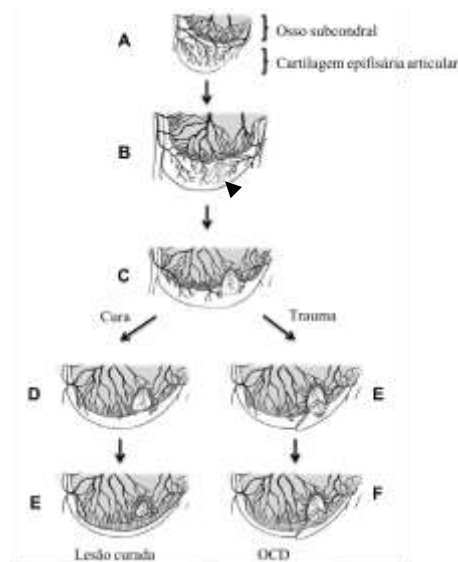 A
Osso subcondral
Cartilagem epifisária articular
B
C
Cura
Trauma
D
E
E
F
Lesão curada
OCD